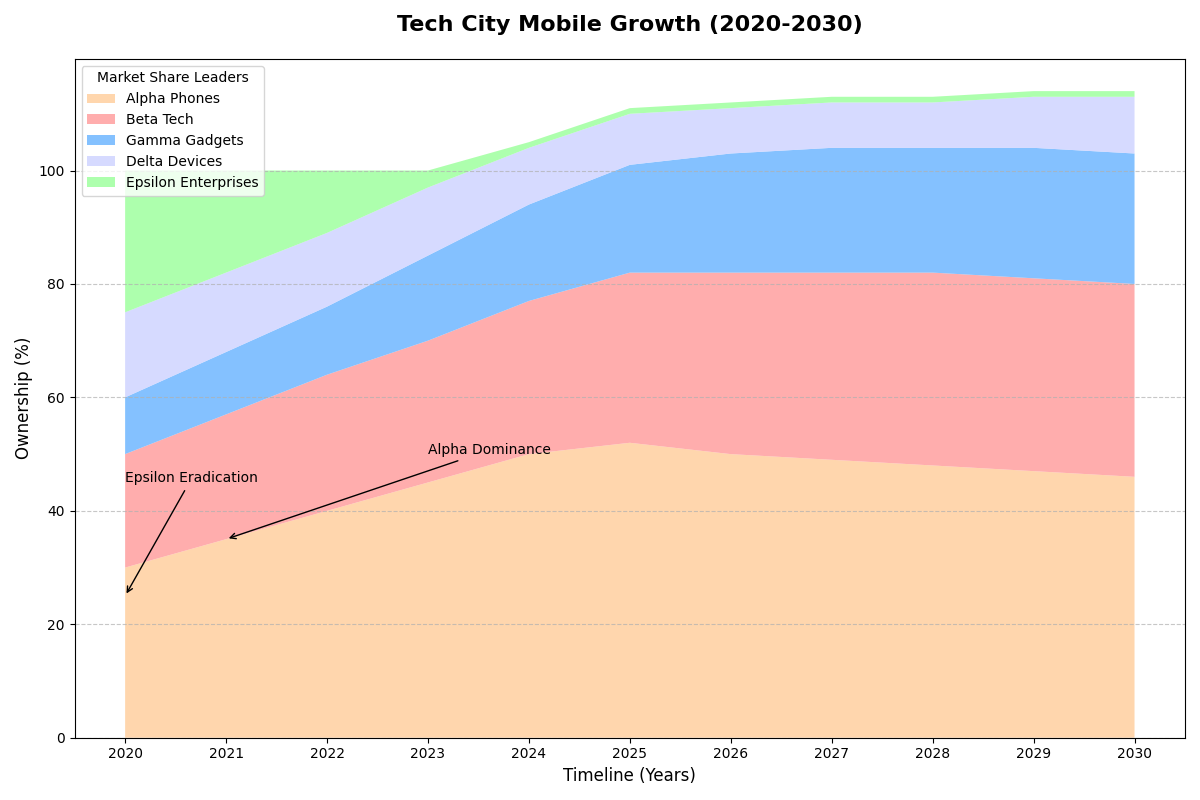 Tech City Mobile Growth (2020-2030)
Market Share Leaders
Alpha Phones
Beta Tech
Gamma Gadgets
Delta Devices
Epsilon Enterprises
Ownership (%)
100
80
60
40
20
0
Alpha Dominance
Epsilon Eradication
2020 2021 2022 2023 2024 2025 2026 2027 2028 2029 2030
Timeline (Years)